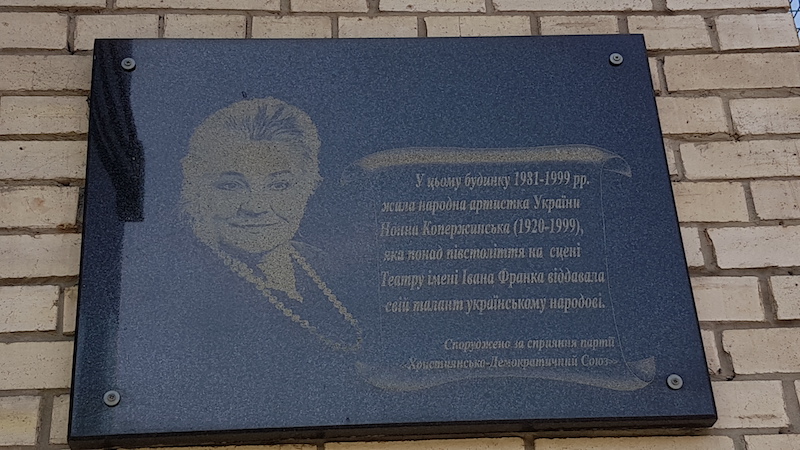 У цьому будинку 1981-1999 рр.
жила народна артистка України
Нонна Копержинська (1920-1999),
яка понад півстоліття на сцені
Театру імені Івана Франка віддавала
свій талант українському народові.
Споруджено за сприяння партії
Християнсько-Демократичний Союз